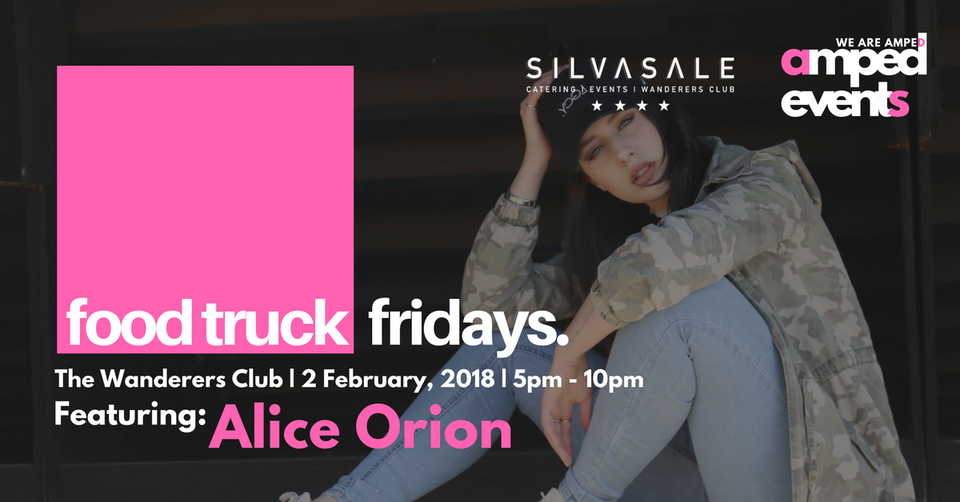 SILVASALE
CATERING | EVENTS | WANDERERS CLUB
WE ARE AMPED
amped
events
food truck fridays.
The Wanderers Club | 2 February, 2018 | 5pm - 10pm
Featuring: Alice Orion